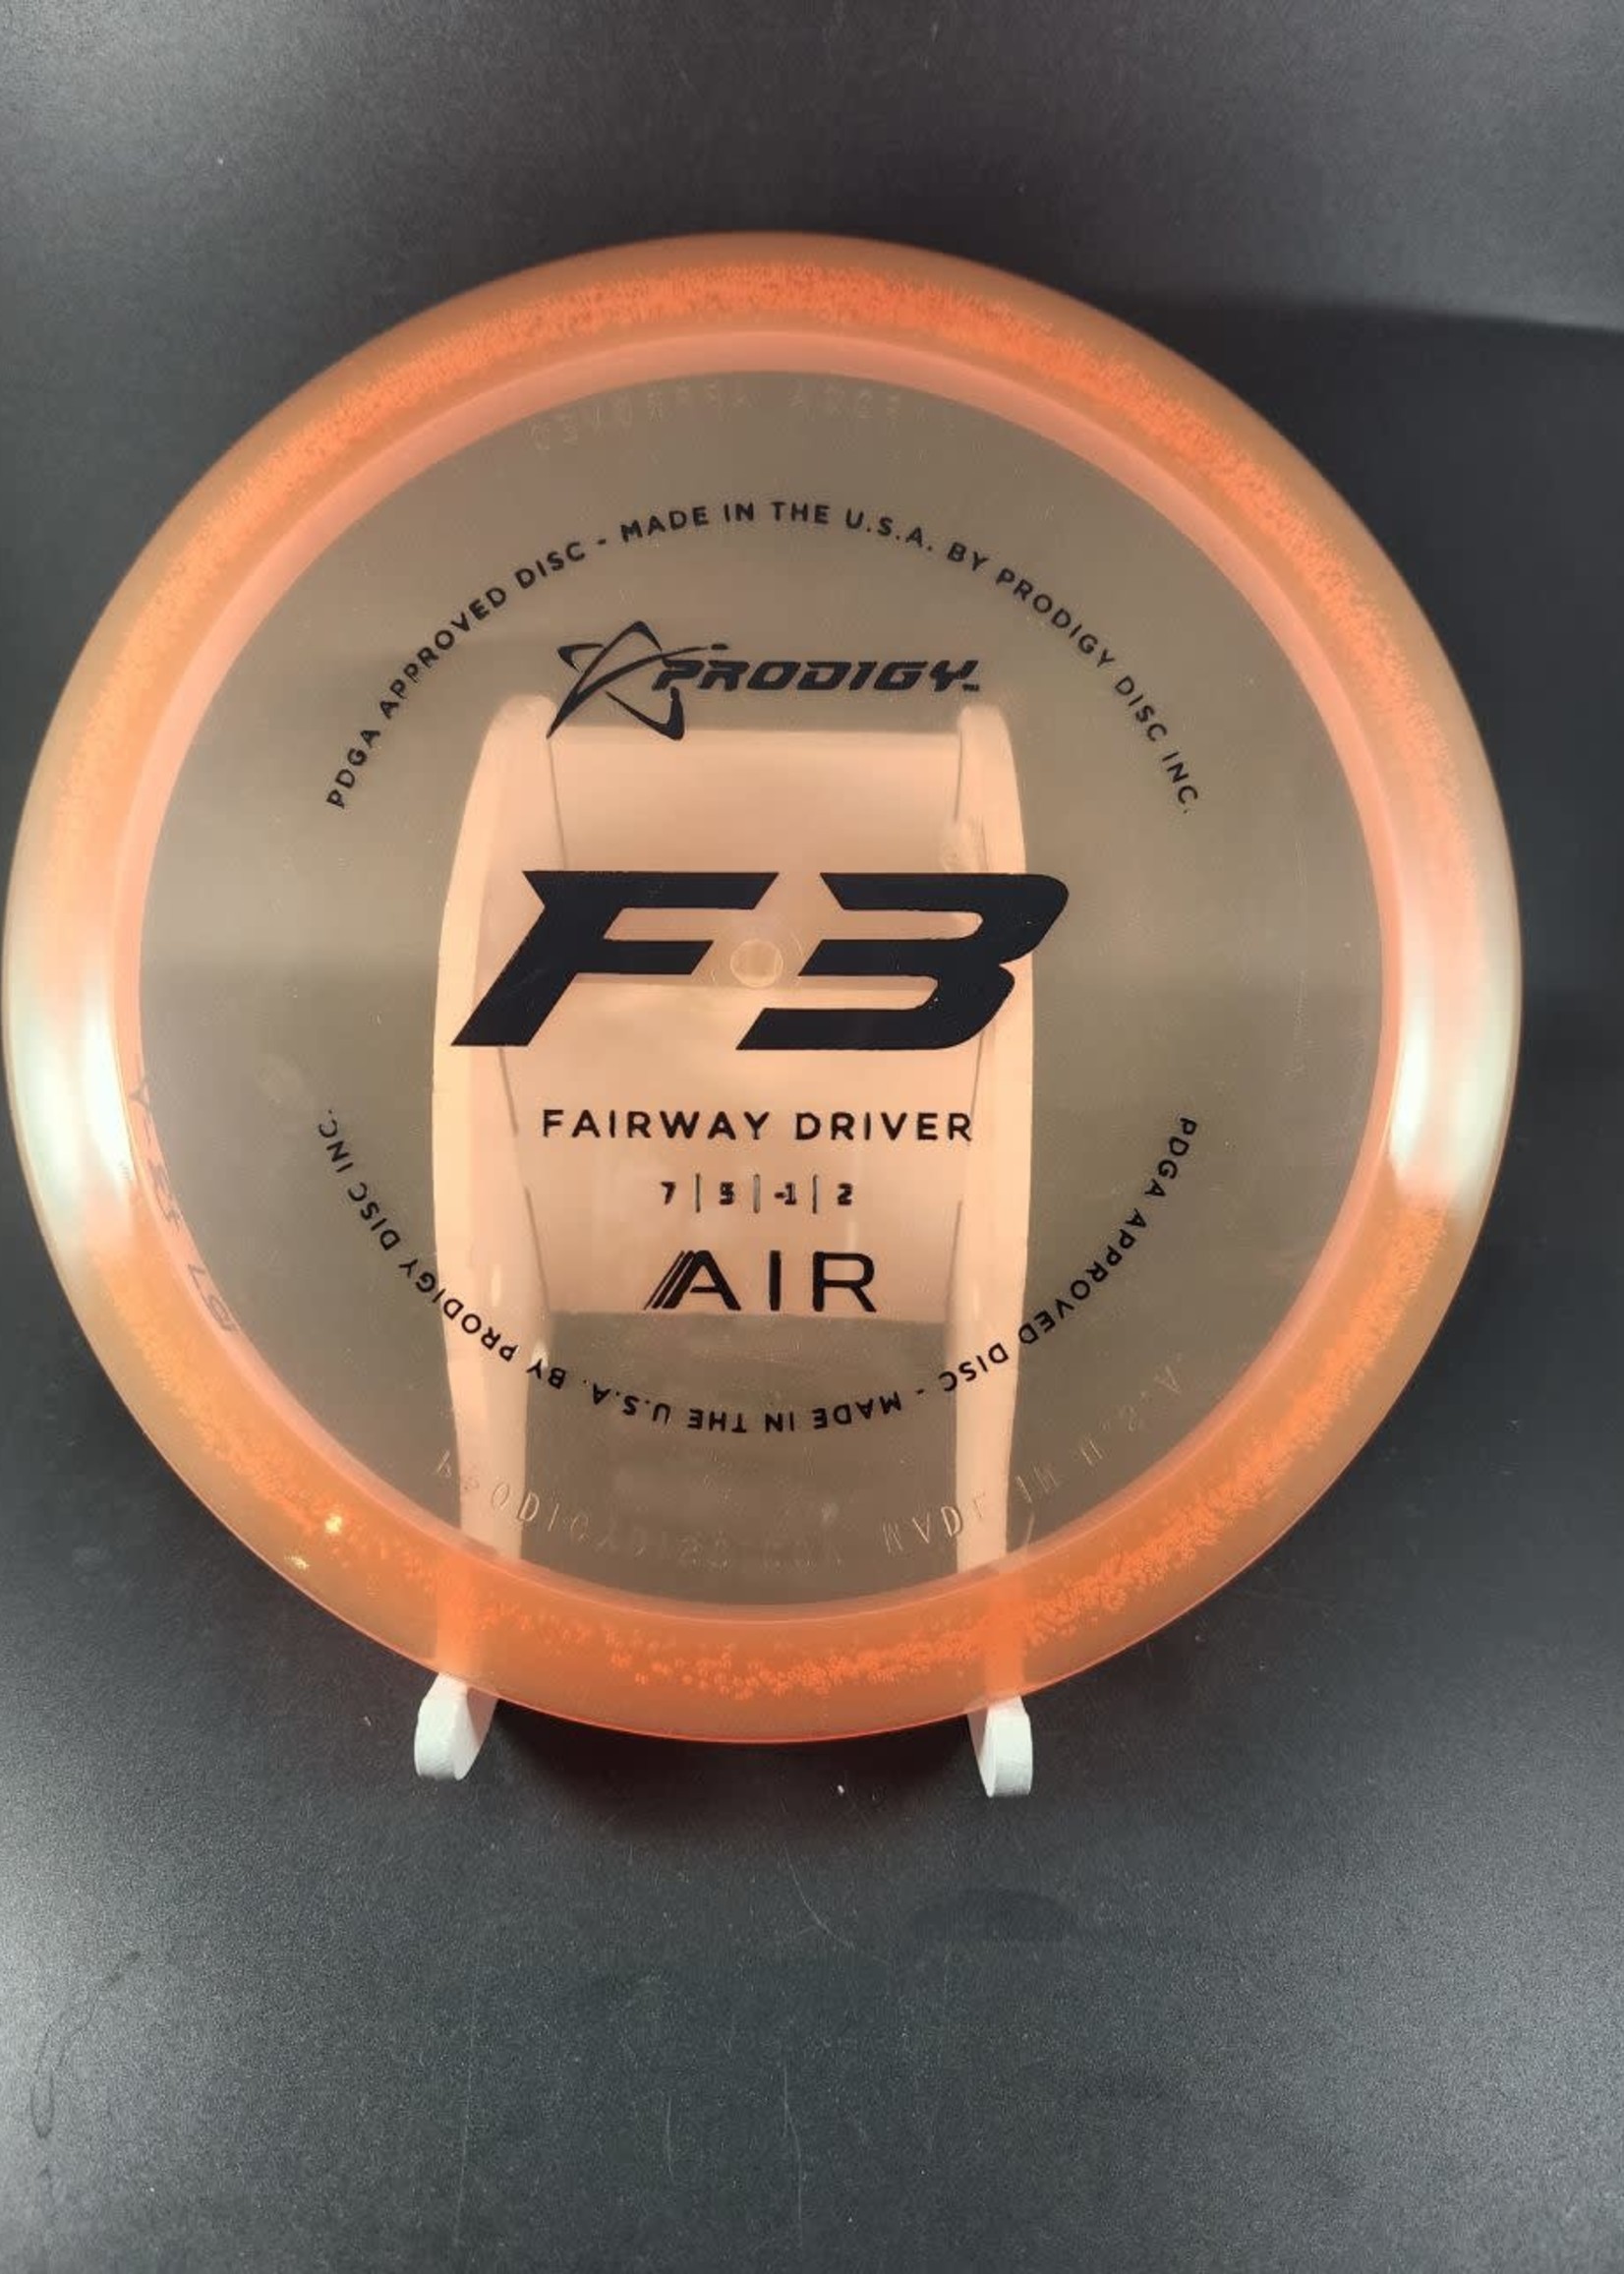 PDGA APPROVED DISC - MADE IN THE U.S.A. BY PRODIGY DISC INC.
PRODIGY™
F3
FAIRWAY DRIVER
7 | 5 | -1 | 2
AIR
PDGA APPROVED DISC - MADE IN THE U.S.A. BY PRODIGY DISC INC.